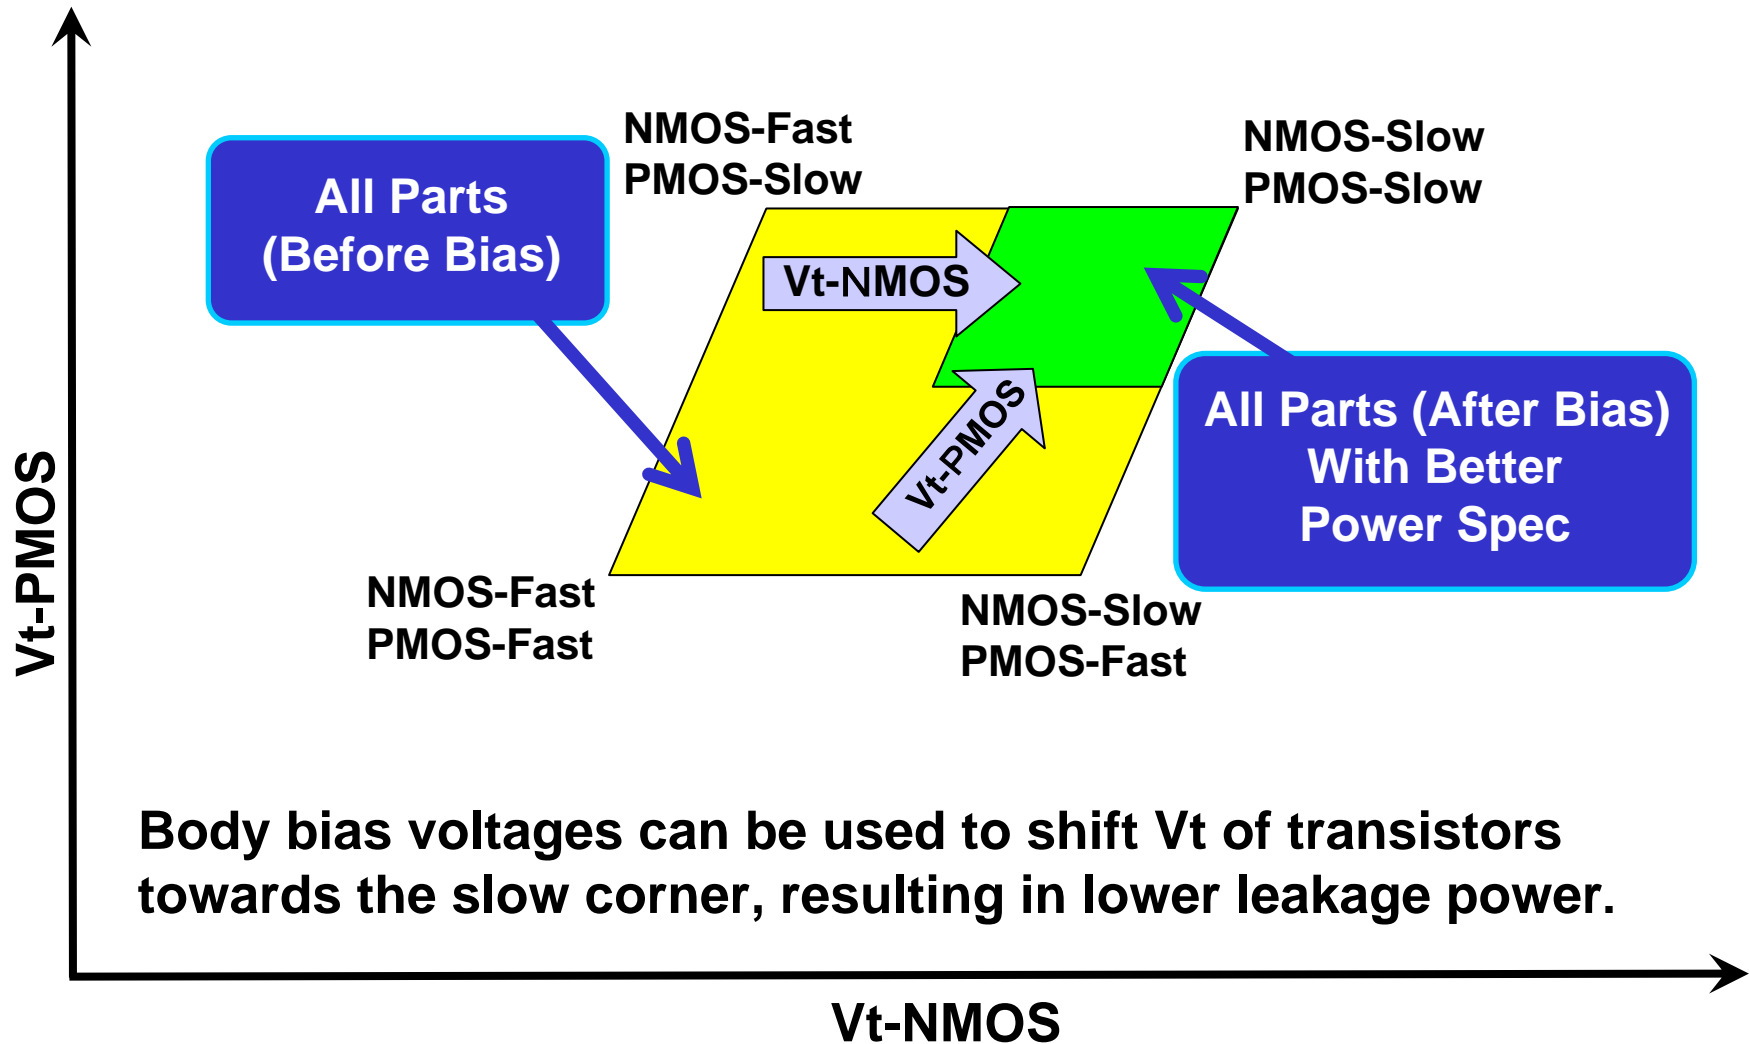 NMOS-Fast
PMOS-Slow
NMOS-Slow
PMOS-Slow
All Parts
(Before Bias)
Vt-NMOS
Vt-PMOS
All Parts (After Bias)
With Better
Power Spec
NMOS-Fast
PMOS-Fast
NMOS-Slow
PMOS-Fast
Vt-PMOS
Body bias voltages can be used to shift Vt of transistors
towards the slow corner, resulting in lower leakage power.
Vt-NMOS